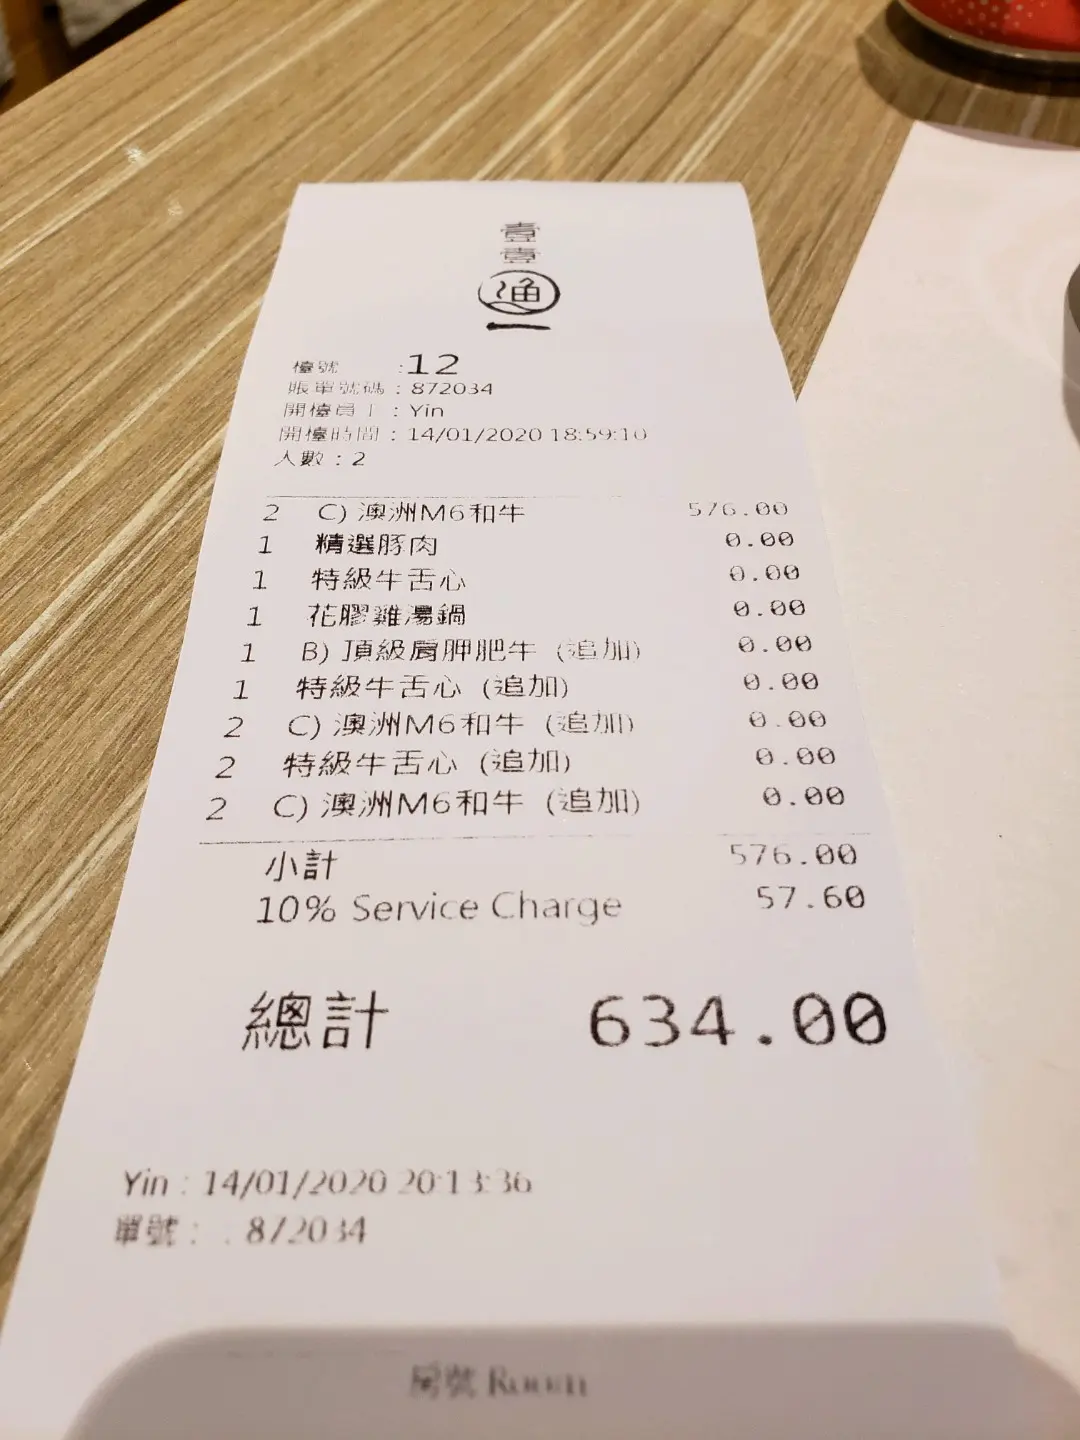 壹
壹
漁
一
檯號 :12
賬單號碼 : 872034
開檯員工 : Yin
開檯時間 : 14/01/2020 18:59:10
人數 : 2
2 C) 澳洲M6和牛 576.00
1 精選豚肉 0.00
1 特級牛舌心 0.00
1 花膠雞湯鍋 0.00
1 B) 頂級肩胛肥牛 (追加) 0.00
1 特級牛舌心 (追加) 0.00
2 C) 澳洲M6和牛 (追加) 0.00
2 特級牛舌心 (追加) 0.00
2 C) 澳洲M6和牛 (追加) 0.00
小計 576.00
10% Service Charge 57.60
總計 634.00
Yin : 14/01/2020 20:13:36
單號 : . 872034
房號 Room